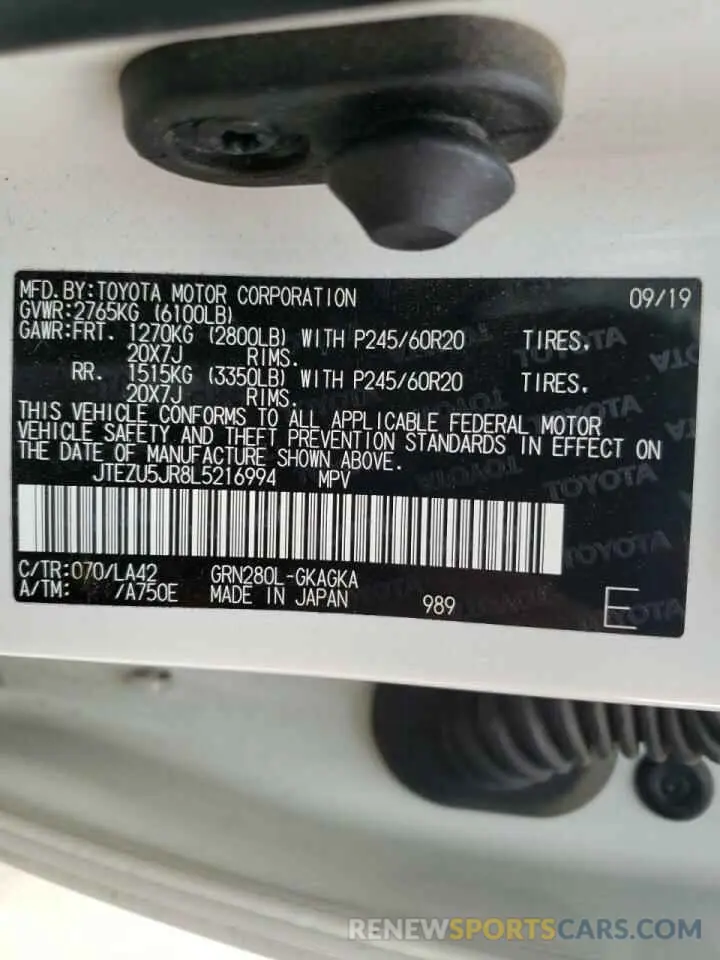 MFD.BY:TOYOTA MOTOR CORPORATION 09/19
GVWR:2765KG (6100LB)
GAWR:FRT. 1270KG (2800LB) WITH P245/60R20 TIRES.
20X7J RIMS.
RR. 1515KG (3350LB) WITH P245/60R20 TIRES.
20X7J RIMS.
THIS VEHICLE CONFORMS TO ALL APPLICABLE FEDERAL MOTOR
VEHICLE SAFETY AND THEFT PREVENTION STANDARDS IN EFFECT ON
THE DATE OF MANUFACTURE SHOWN ABOVE.
JTEZU5JR8L5216994 MPV
C/TR:070/LA42 GRN280L-GKAGKA
A/TM: /A750E MADE IN JAPAN 989 E
TOYOTA
TOYOTA
TOYOTA
RENEWSPORTSCARS.COM